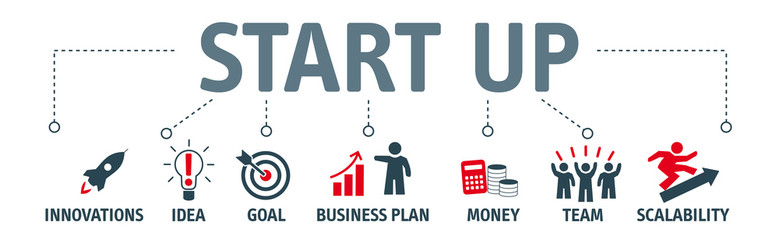 START UP
INNOVATIONS
IDEA
GOAL
BUSINESS PLAN
MONEY
TEAM
SCALABILITY